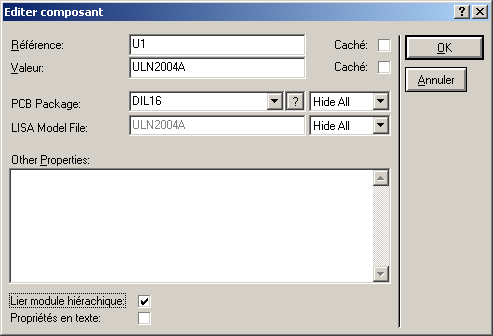 Editer composant
Référence: U1 Caché: OK
Valeur: ULN2004A Caché:
Annuler
PCB Package: DIL16 ? Hide All
LISA Model File: ULN2004A Hide All
Other Properties:
Lier module hiérachique:
Propriétés en texte: